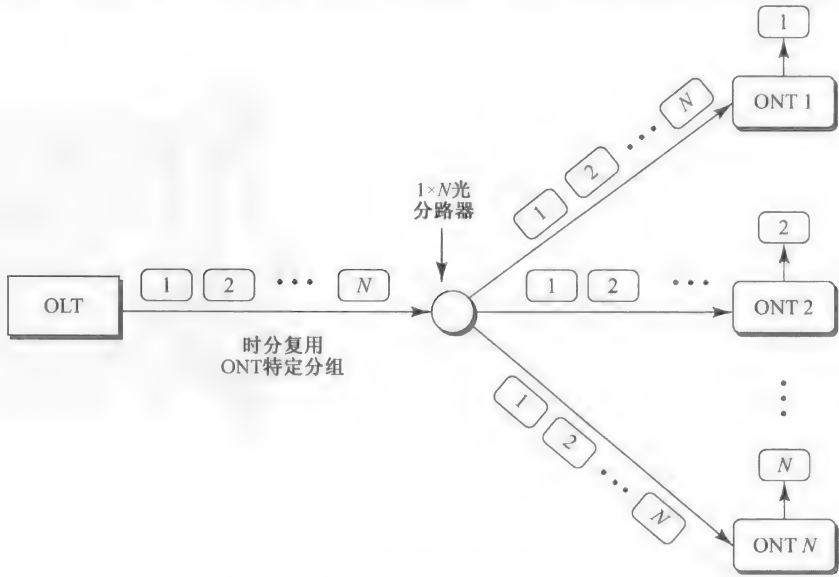 1
ONT 1
1 2 ··· N
1×N光
分路器
2
1 2 ··· N
1 2 ···
OLT
ONT 2
时分复用
ONT特定分组
1 2 ··· N
N
ONT N